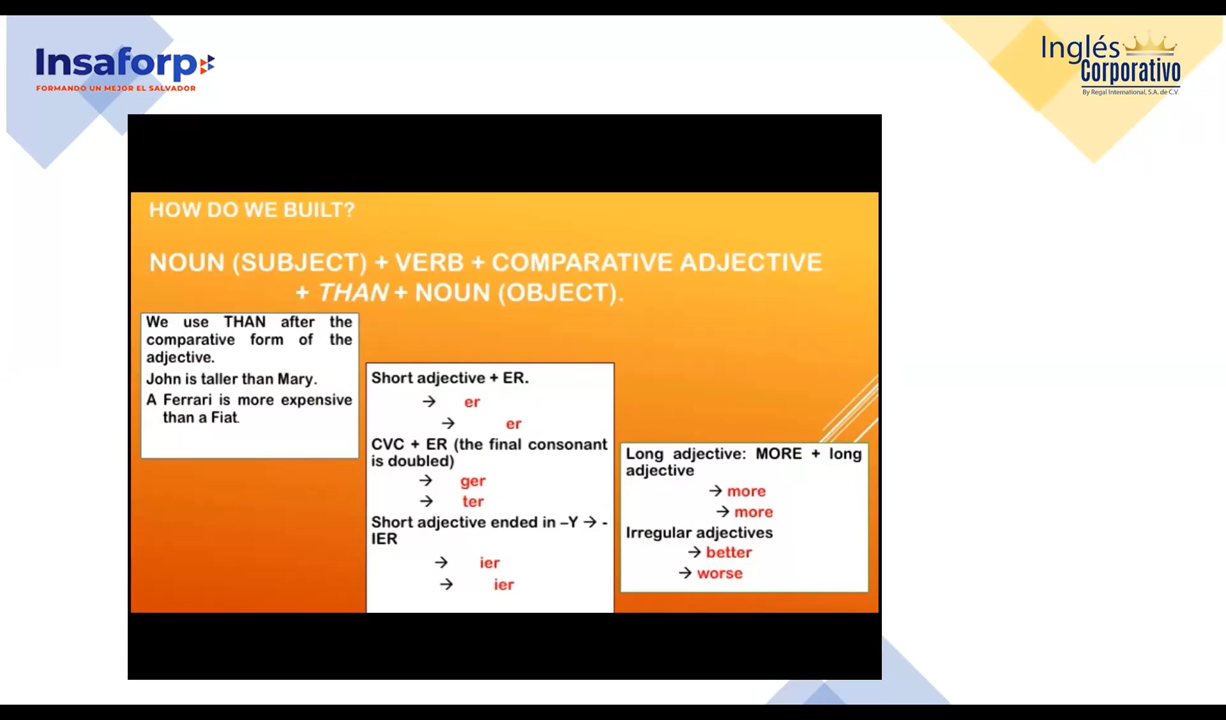 Insaforp
FORMANDO UN MEJOR EL SALVADOR
Inglés
Corporativo
By Regal International, S.A. de C.V.
HOW DO WE BUILT?
NOUN (SUBJECT) + VERB + COMPARATIVE ADJECTIVE
+ THAN + NOUN (OBJECT).
We use THAN after the
comparative form of the
adjective.
John is taller than Mary.
A Ferrari is more expensive
than a Fiat.
Short adjective + ER.
→ er
→ er
CVC + ER (the final consonant
is doubled)
→ ger
→ ter
Short adjective ended in –Y → -
IER
→ ier
→ ier
Long adjective: MORE + long
adjective
→ more
→ more
Irregular adjectives
→ better
→ worse